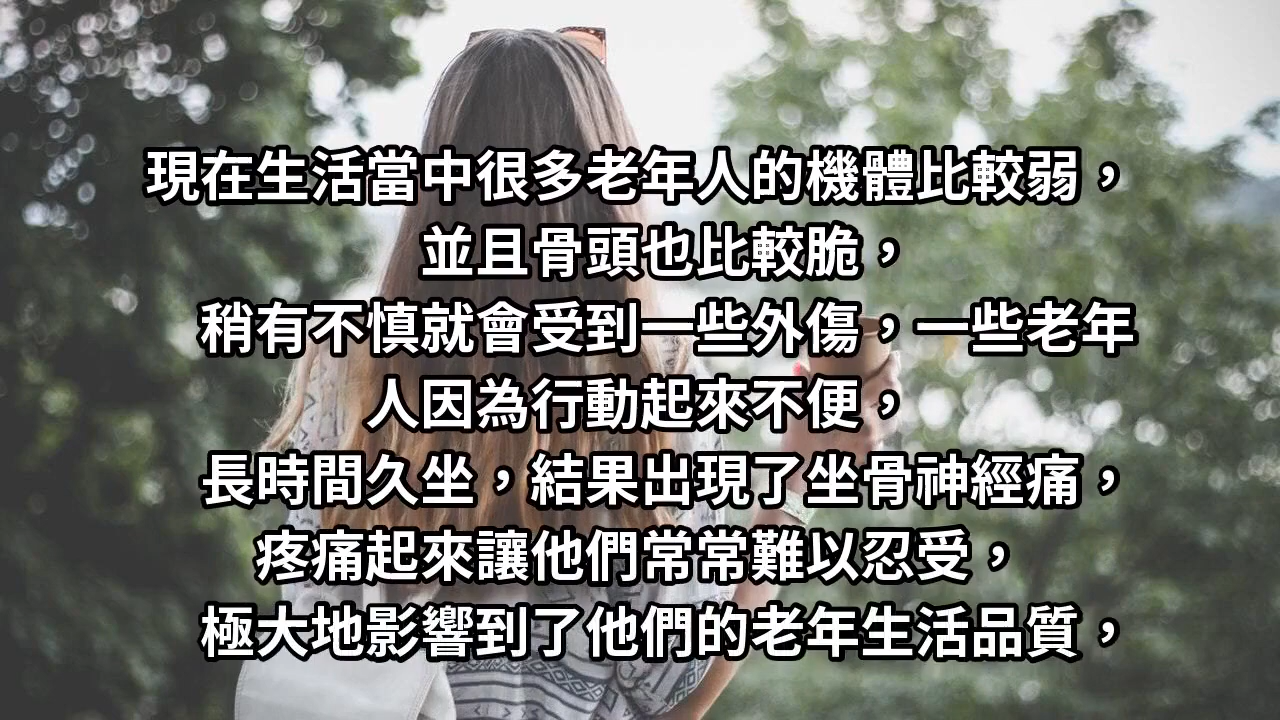 現在生活當中很多老年人的機體比較弱，
並且骨頭也比較脆，
稍有不慎就會受到一些外傷，一些老年
人因為行動起來不便，
長時間久坐，結果出現了坐骨神經痛，
疼痛起來讓他們常常難以忍受，
極大地影響到了他們的老年生活品質，